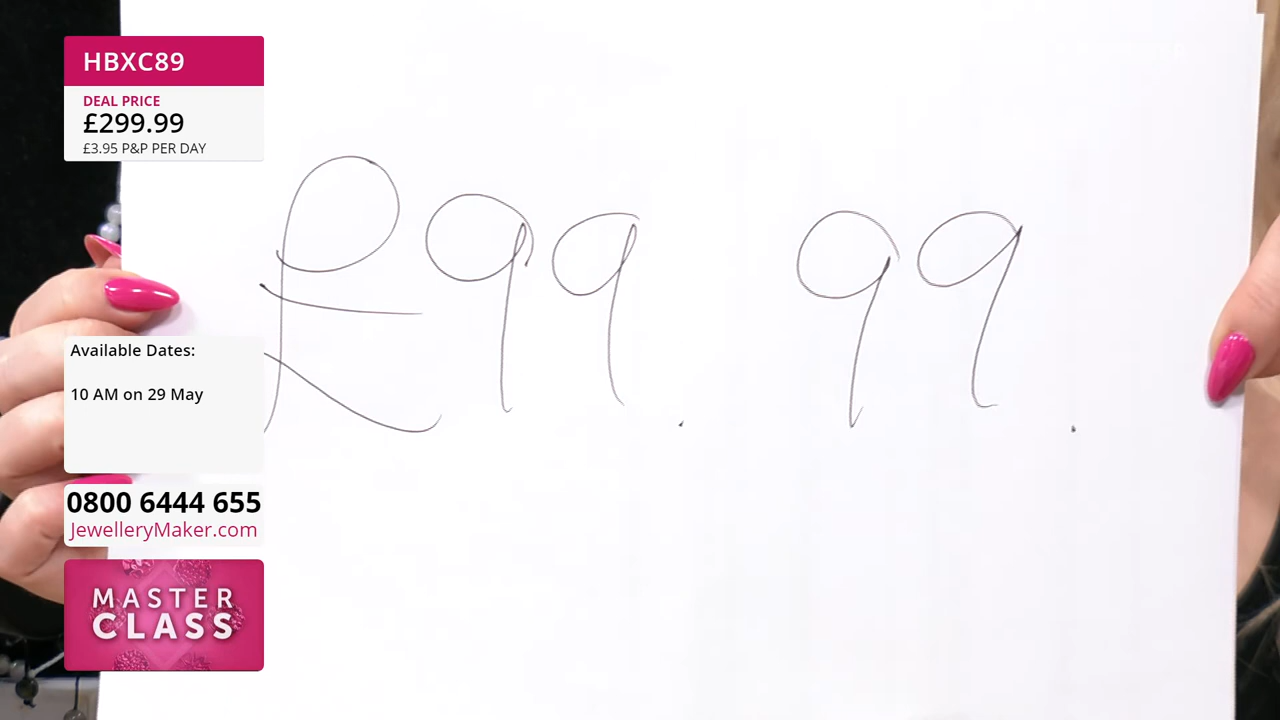 HBXC89
DEAL PRICE
£299.99
£3.95 P&P PER DAY
£99.99.
Available Dates:
10 AM on 29 May
0800 6444 655
JewelleryMaker.com
MASTER
CLASS